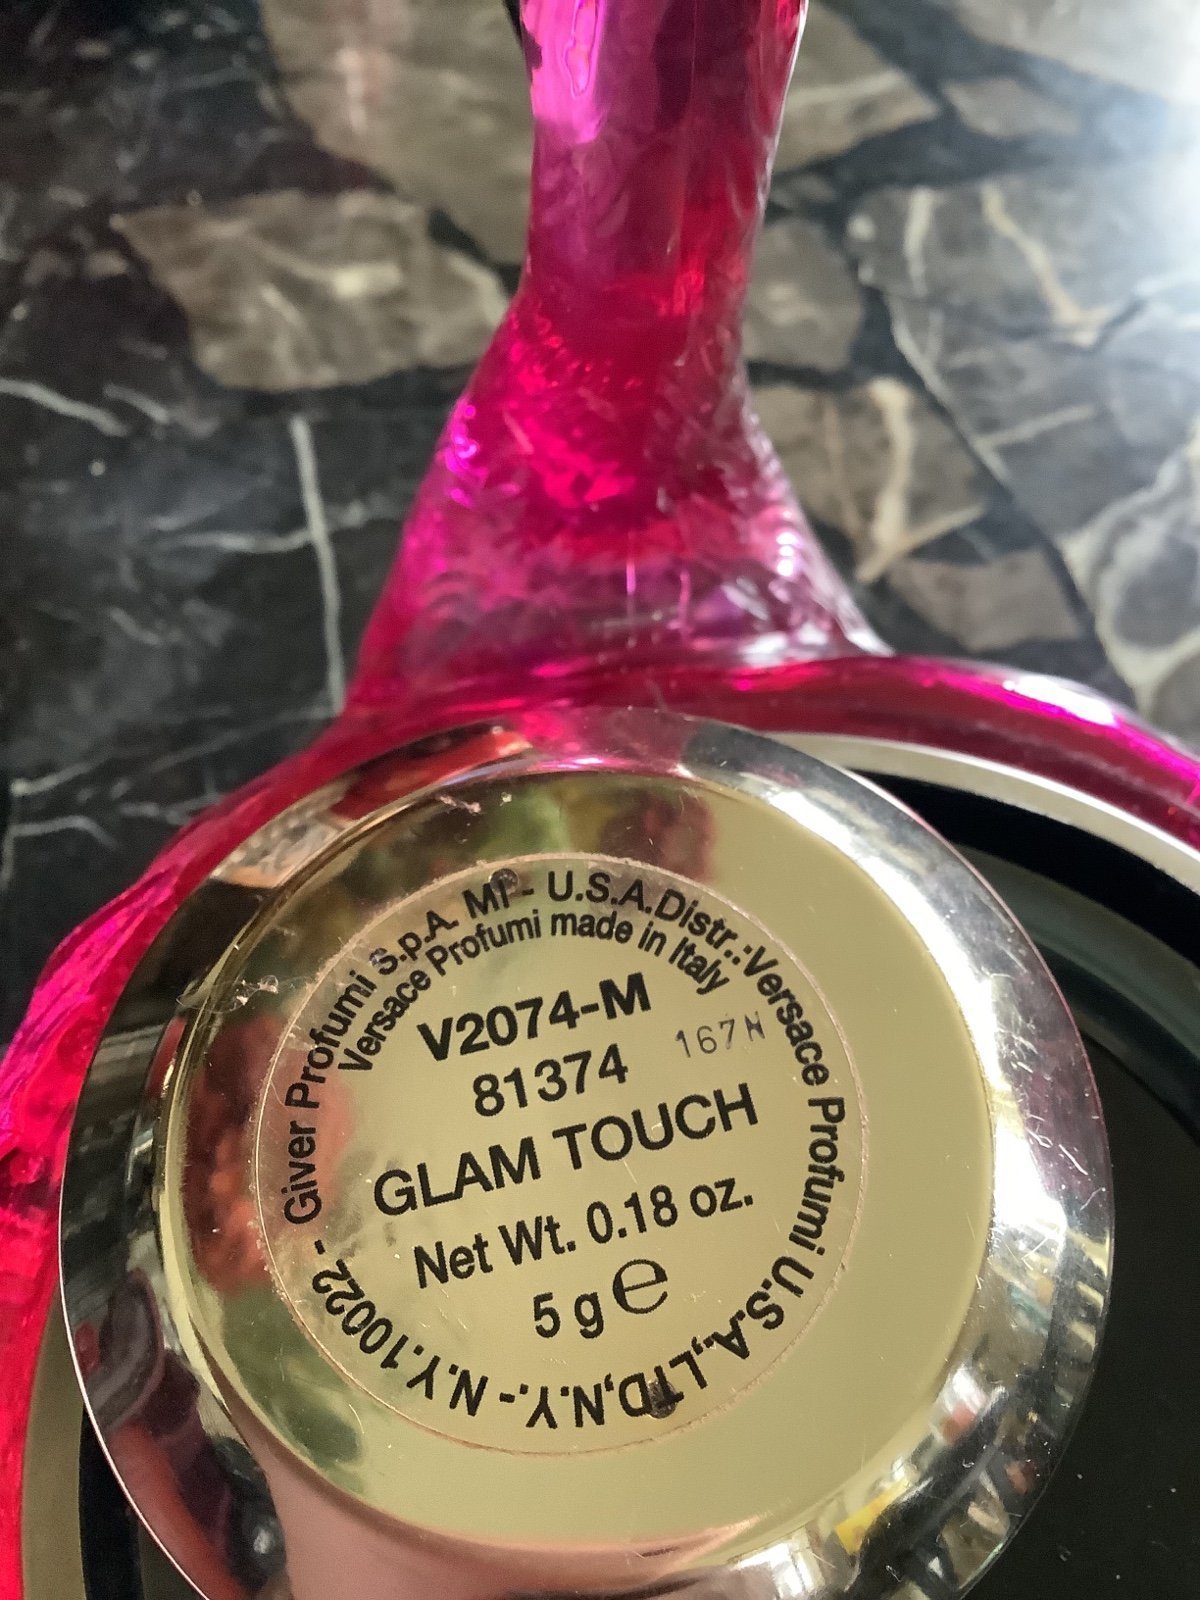 Giver Profumi S.p.A. MI - U.S.A.Distr.:Versace Profumi U.S.A.,LTD,N.Y.-N.Y.10022 -
Versace Profumi made in Italy
V2074-M
81374 167N
GLAM TOUCH
Net Wt. 0.18 oz.
5 g ℮